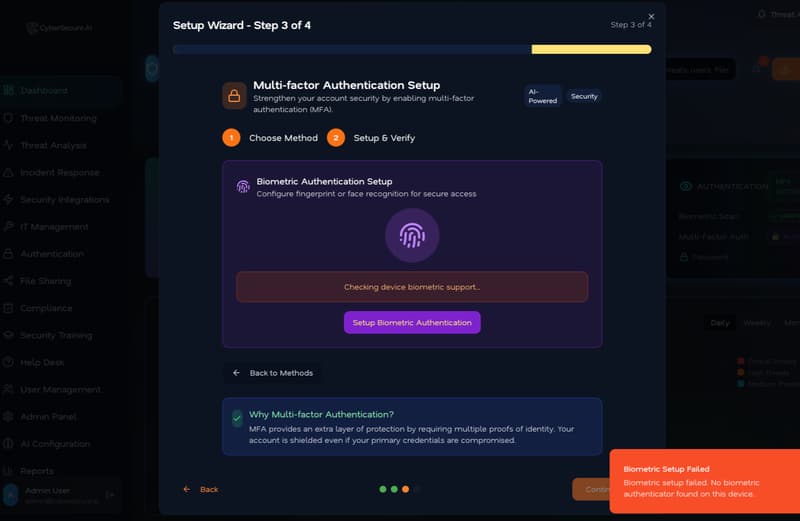 Setup Wizard - Step 3 of 4
Step 3 of 4
CyberSecure AI
Multi-factor Authentication Setup
Strengthen your account security by enabling multi-factor
authentication (MFA).
AI-
Powered
Security
1 Choose Method 2 Setup & Verify
Biometric Authentication Setup
Configure fingerprint or face recognition for secure access
Checking device biometric support...
Setup Biometric Authentication
Back to Methods
Why Multi-factor Authentication?
MFA provides an extra layer of protection by requiring multiple proofs of identity. Your
account is shielded even if your primary credentials are compromised.
Back
Biometric Setup Failed
Biometric setup failed. No biometric
authenticator found on this device.
Dashboard
Threat Monitoring
Threat Analysis
Incident Response
Security Integrations
IT Management
Authentication
File Sharing
Compliance
Security Training
Help Desk
User Management
Admin Panel
AI Configuration
Reports
Admin User
AUTHENTICATION
Biometric Scan
Multi-Factor Auth
Password
Daily Weekly